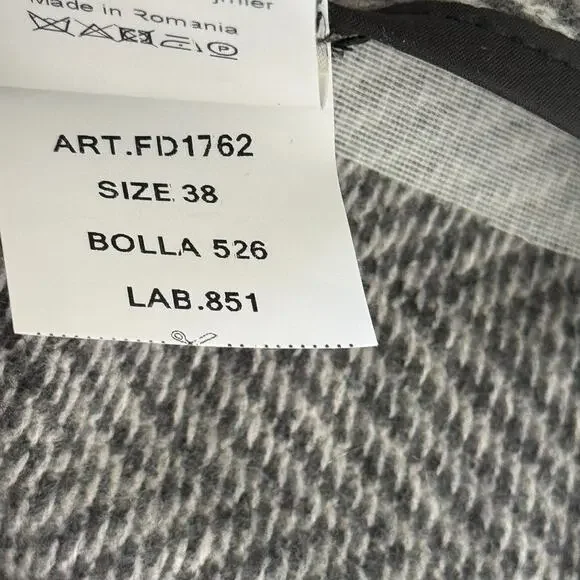 Made in Romania
ART.FD1762
SIZE 38
BOLLA 526
LAB.851